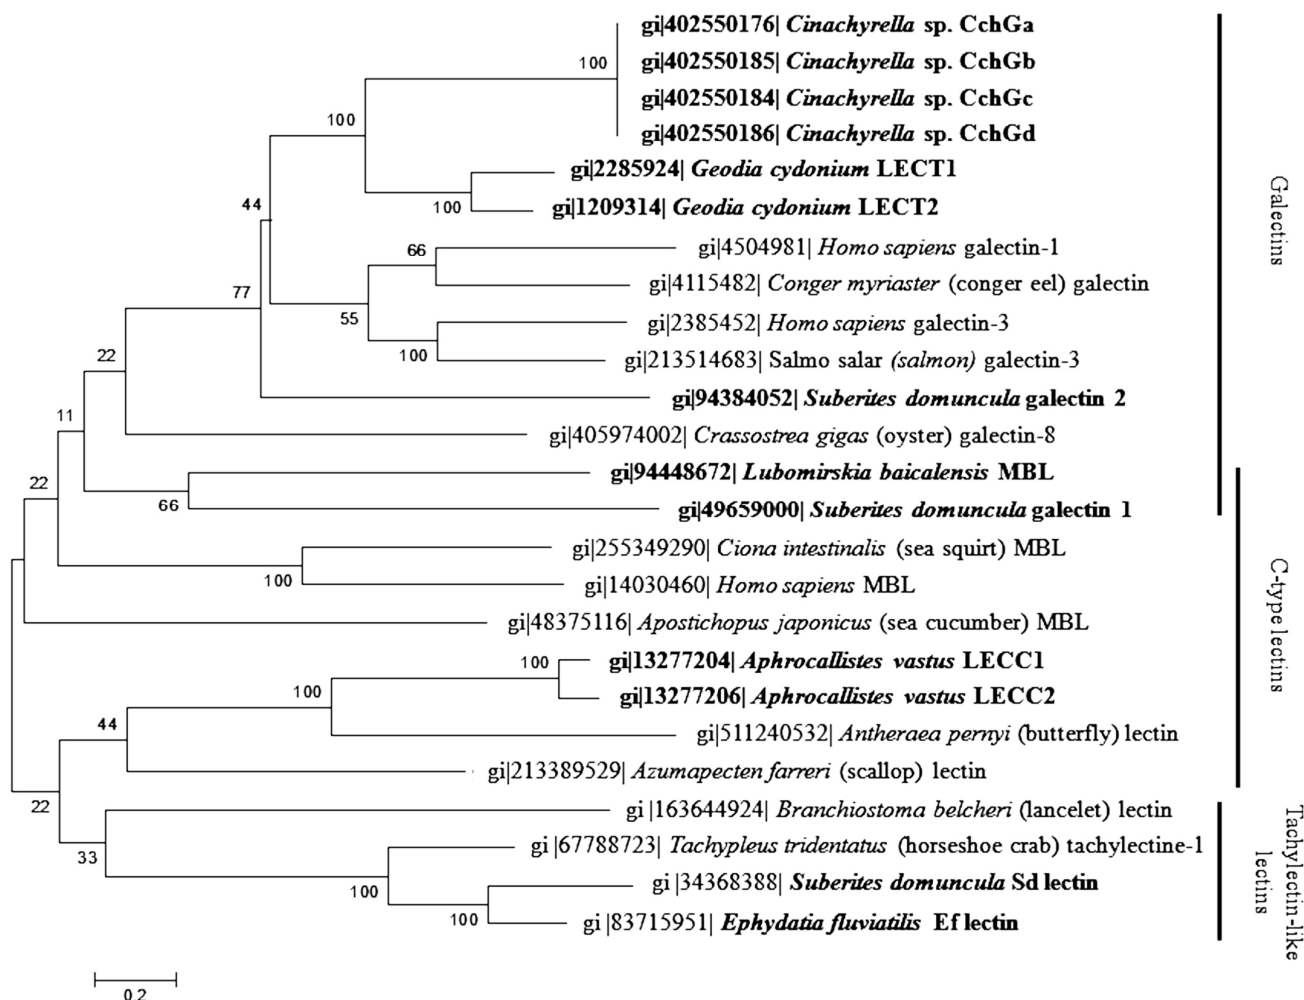 gi|402550176| Cinachyrella sp. CchGa
gi|402550185| Cinachyrella sp. CchGb
100
gi|402550184| Cinachyrella sp. CchGc
100
gi|402550186| Cinachyrella sp. CchGd
gi|2285924| Geodia cydonium LECT1
100
gi|1209314| Geodia cydonium LECT2
44
66
gi|4504981| Homo sapiens galectin-1
gi|4115482| Conger myriaster (conger eel) galectin
77
55
gi|2385452| Homo sapiens galectin-3
100
gi|213514683| Salmo salar (salmon) galectin-3
22
gi|94384052| Suberites domuncula galectin 2
11
gi|405974002| Crassostrea gigas (oyster) galectin-8
gi|94448672| Lubomirskia baicalensis MBL
22
66
gi|49659000| Suberites domuncula galectin 1
gi|255349290| Ciona intestinalis (sea squirt) MBL
100
gi|14030460| Homo sapiens MBL
gi|48375116| Apostichopus japonicus (sea cucumber) MBL
100
gi|13277204| Aphrocallistes vastus LECC1
100
gi|13277206| Aphrocallistes vastus LECC2
44
gi|511240532| Antheraea pernyi (butterfly) lectin
gi|213389529| Azumapecten farreri (scallop) lectin
22
gi |163644924| Branchiostoma belcheri (lancelet) lectin
33
gi |67788723| Tachypleus tridentatus (horseshoe crab) tachylectine-1
100
gi |34368388| Suberites domuncula Sd lectin
100
gi |83715951| Ephydatia fluviatilis Ef lectin
0.2
Galectins
C-type lectins
Tachylectin-like
lectins